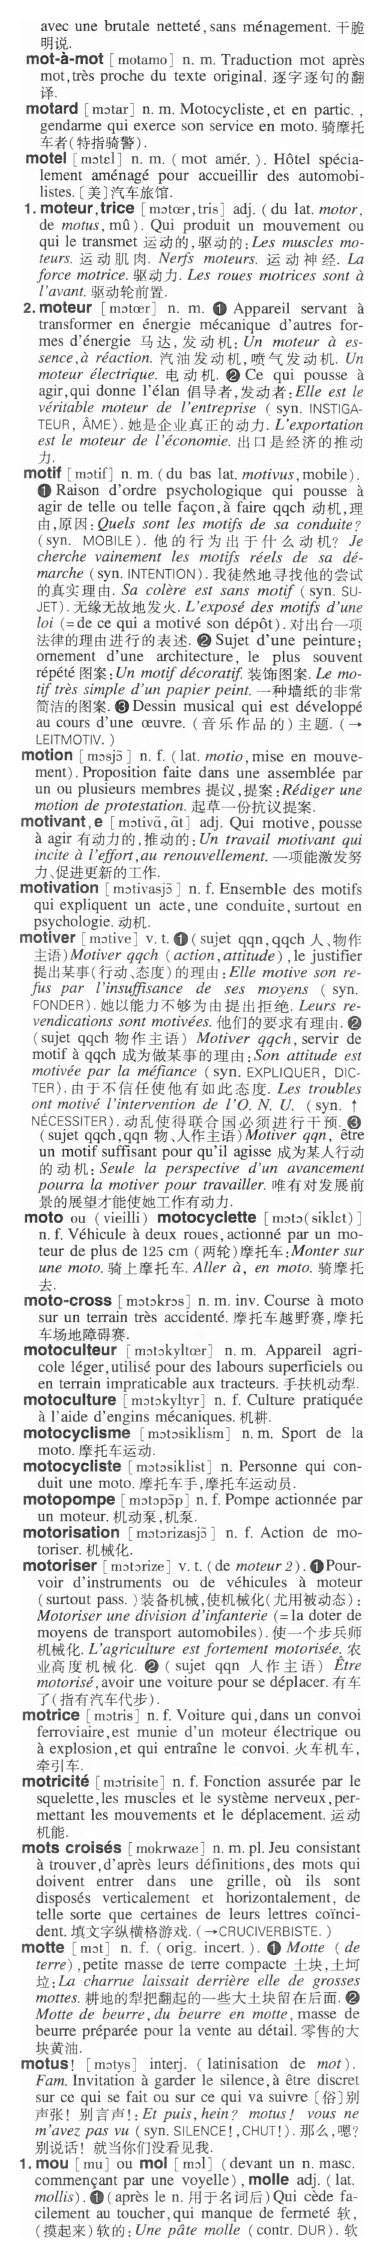 avec une brutale netteté, sans ménagement. 干脆
明说.
mot-à-mot [motamo] n. m. Traduction mot après
mot, très proche du texte original. 逐字逐句的翻
译.
motard [mɔtar] n. m. Motocycliste, et en partic. ,
gendarme qui exerce son service en moto. 骑摩托
车者(特指骑警).
motel [mɔtɛl] n. m. ( mot amér. ). Hôtel spécia-
lement aménagé pour accueillir des automobi-
listes. [美]汽车旅馆.
1. moteur, trice [mɔtœr, tris] adj. ( du lat. motor,
de motus, mû). Qui produit un mouvement ou
qui le transmet 运动的, 驱动的: Les muscles mo-
teurs. 运动肌肉. Nerfs moteurs. 运动神经. La
force motrice. 驱动力. Les roues motrices sont à
l'avant. 驱动轮前置.
2. moteur [mɔtœr] n. m. ❶ Appareil servant à
transformer en énergie mécanique d'autres for-
mes d'énergie 马达, 发动机: Un moteur à es-
sence, à réaction. 汽油发动机, 喷气发动机. Un
moteur électrique. 电动机. ❷ Ce qui pousse à
agir, qui donne l'élan 倡导者, 发动者: Elle est le
véritable moteur de l'entreprise ( syn. INSTIGA-
TEUR, ÂME). 她是企业真正的动力. L'exportation
est le moteur de l'économie. 出口是经济的推动
力.
motif [mɔtif] n. m. (du bas lat. motivus, mobile).
❶ Raison d'ordre psychologique qui pousse à
agir de telle ou telle façon, à faire qqch 动机, 理
由, 原因: Quels sont les motifs de sa conduite?
(syn. MOBILE). 他的行为出于什么动机? Je
cherche vainement les motifs réels de sa dé-
marche (syn. INTENTION). 我徒然地寻找他的尝试
的真实理由. Sa colère est sans motif (syn. SU-
JET). 无缘无故地发火. L'exposé des motifs d'une
loi (=de ce qui a motivé son dépôt). 对出台一项
法律的理由进行的表述. ❷ Sujet d'une peinture;
ornement d'une architecture, le plus souvent
répété 图案: Un motif décoratif. 装饰图案. Le mo-
tif très simple d'un papier peint. 一种墙纸的非常
简洁的图案. ❸ Dessin musical qui est développé
au cours d'une œuvre. (音乐作品的) 主题. (→
LEITMOTIV. )
motion [mɔsjɔ̃] n. f. ( lat. motio, mise en mouve-
ment). Proposition faite dans une assemblée par
un ou plusieurs membres 提议, 提案: Rédiger une
motion de protestation. 起草一份抗议提案.
motivant, e [mɔtivɑ̃, ɑ̃t] adj. Qui motive, pousse
à agir 有动力的, 推动的: Un travail motivant qui
incite à l'effort, au renouvellement. 一项能激发努
力、促进更新的工作.
motivation [mɔtivasjɔ̃] n. f. Ensemble des motifs
qui expliquent un acte, une conduite, surtout en
psychologie. 动机.
motiver [mɔtive] v. t. ❶ (sujet qqn, qqch 人、物作
主语) Motiver qqch ( action, attitude) , le justifier
提出某事(行动、态度) 的理由: Elle motive son re-
fus par l'insuffisance de ses moyens ( syn.
FONDER). 她以能力不够为由提出拒绝. Leurs re-
vendications sont motivées. 他们的要求有理由. ❷
(sujet qqch 物作主语) Motiver qqch, servir de
motif à qqch 成为做某事的理由: Son attitude est
motivée par la méfiance (syn. EXPLIQUER, DIC-
TER). 由于不信任使他有如此态度. Les troubles
ont motivé l'intervention de l'O. N. U. (syn. ↑
NÉCESSITER). 动乱使得联合国必须进行干预. ❸
(sujet qqch, qqn 物、人作主语) Motiver qqn, être
un motif suffisant pour qu'il agisse 成为某人行动
的动机: Seule la perspective d'un avancement
pourra la motiver pour travailler. 唯有对发展前
景的展望才能使她工作有动力.
moto ou (vieilli) motocyclette [mɔtɔ(siklɛt)]
n. f. Véhicule à deux roues, actionné par un mo-
teur de plus de 125 cm (两轮)摩托车: Monter sur
une moto. 骑上摩托车. Aller à, en moto. 骑摩托
去.
moto-cross [mɔtɔkrɔs] n. m. inv. Course à moto
sur un terrain très accidenté. 摩托车越野赛, 摩托
车场地障碍赛.
motoculteur [mɔtɔkyltœr] n. m. Appareil agri-
cole léger, utilisé pour des labours superficiels ou
en terrain impraticable aux tracteurs. 手扶机动犁.
motoculture [mɔtɔkyltyr] n. f. Culture pratiquée
à l'aide d'engins mécaniques. 机耕.
motocyclisme [mɔtɔsiklism] n. m. Sport de la
moto. 摩托车运动.
motocycliste [mɔtɔsiklist] n. Personne qui con-
duit une moto. 摩托车手, 摩托车运动员.
motopompe [mɔtɔpɔ̃p] n. f. Pompe actionnée par
un moteur. 机动泵, 机泵.
motorisation [mɔtɔrizasjɔ̃] n. f. Action de mo-
toriser. 机械化.
motoriser [mɔtɔrize] v. t. (de moteur 2). ❶ Pour-
voir d'instruments ou de véhicules à moteur
(surtout pass. ) 装备机械, 使机械化(尤用被动态):
Motoriser une division d'infanterie (=la doter de
moyens de transport automobiles). 使一个步兵师
机械化. L'agriculture est fortement motorisée. 农
业高度机械化. ❷ ( sujet qqn 人作主语) Être
motorisé, avoir une voiture pour se déplacer. 有车
了(指有汽车代步).
motrice [mɔtris] n. f. Voiture qui, dans un convoi
ferroviaire, est munie d'un moteur électrique ou
à explosion, et qui entraîne le convoi. 火车机车,
牵引车.
motricité [mɔtrisite] n. f. Fonction assurée par le
squelette, les muscles et le système nerveux, per-
mettant les mouvements et le déplacement. 运动
机能.
mots croisés [mokrwaze] n. m. pl. Jeu consistant
à trouver, d'après leurs définitions, des mots qui
doivent entrer dans une grille, où ils sont
disposés verticalement et horizontalement, de
telle sorte que certaines de leurs lettres coïnci-
dent. 填文字纵横格游戏. (→CRUCIVERBISTE. )
motte [mɔt] n. f. ( orig. incert. ). ❶ Motte ( de
terre) , petite masse de terre compacte 土块, 土坷
垃: La charrue laissait derrière elle de grosses
mottes. 耕地的犁把翻起的一些大土块留在后面. ❷
Motte de beurre, du beurre en motte, masse de
beurre préparée pour la vente au détail. 零售的大
块黄油.
motus! [mɔtys] interj. ( latinisation de mot).
Fam. Invitation à garder le silence, à être discret
sur ce qui se fait ou sur ce qui va suivre [俗]别
声张! 别言声!: Et puis, hein? motus! vous ne
m'avez pas vu (syn. SILENCE!, CHUT!). 那么, 嗯?
别说话! 就当你们没看见我.
1. mou [mu] ou mol [mɔl] (devant un n. masc.
commençant par une voyelle), molle adj. (lat.
mollis). ❶ (après le n. 用于名词后) Qui cède fa-
cilement au toucher, qui manque de fermeté 软,
(摸起来)软的: Une pâte molle (contr. DUR). 软